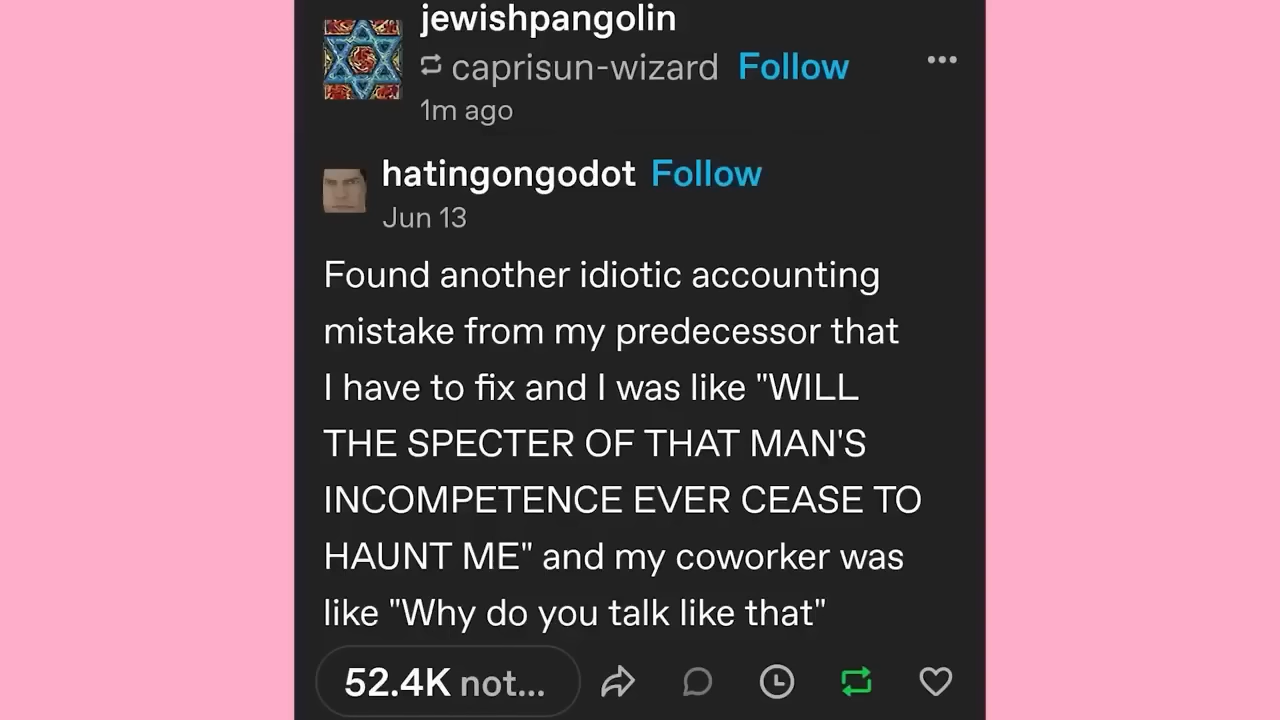 jewishpangolin
caprisun-wizard Follow
1m ago
hatingongodot Follow
Jun 13
Found another idiotic accounting
mistake from my predecessor that
I have to fix and I was like "WILL
THE SPECTER OF THAT MAN'S
INCOMPETENCE EVER CEASE TO
HAUNT ME" and my coworker was
like "Why do you talk like that"
52.4K not...